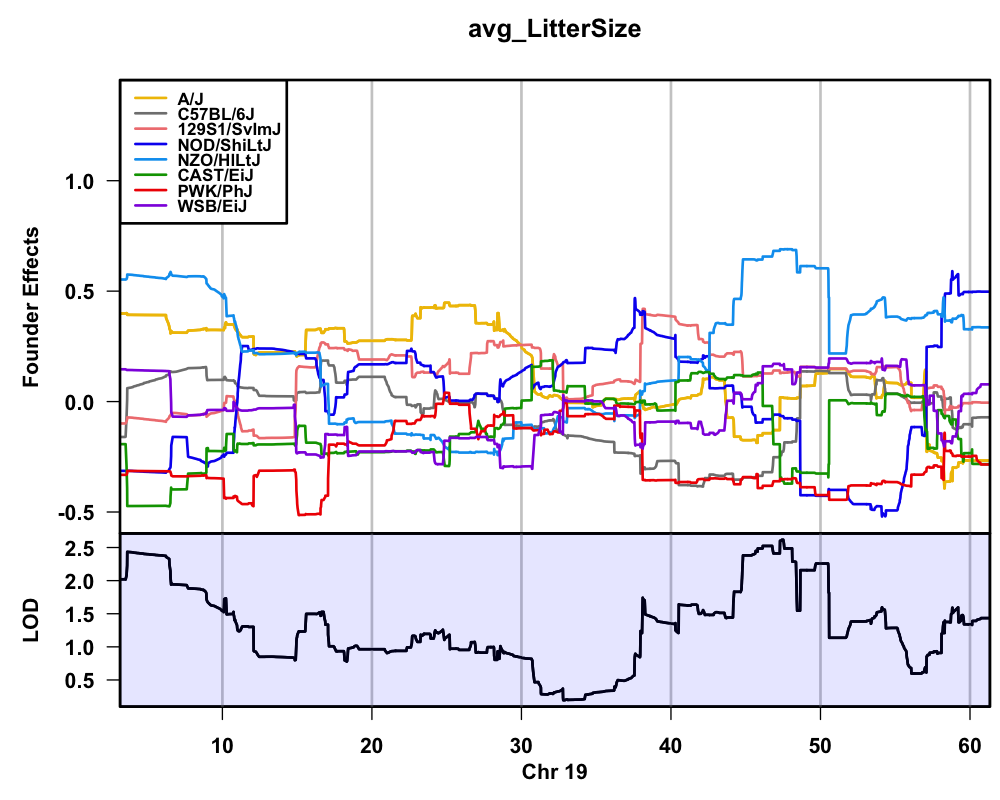 avg_LitterSize
A/J
C57BL/6J
129S1/SvImJ
NOD/ShiLtJ
NZO/HlLtJ
CAST/EiJ
PWK/PhJ
WSB/EiJ
Founder Effects
1.0
0.5
0.0
-0.5
LOD
2.5
2.0
1.5
1.0
0.5
10 20 30 40 50 60
Chr 19